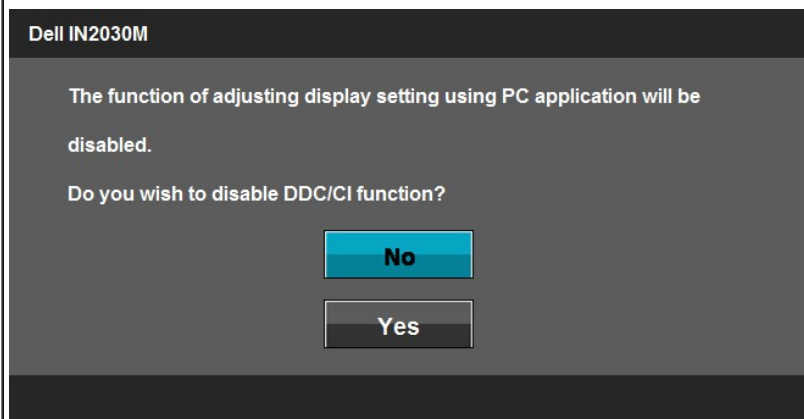 Dell IN2030M
The function of adjusting display setting using PC application will be
disabled.
Do you wish to disable DDC/CI function?
No
Yes